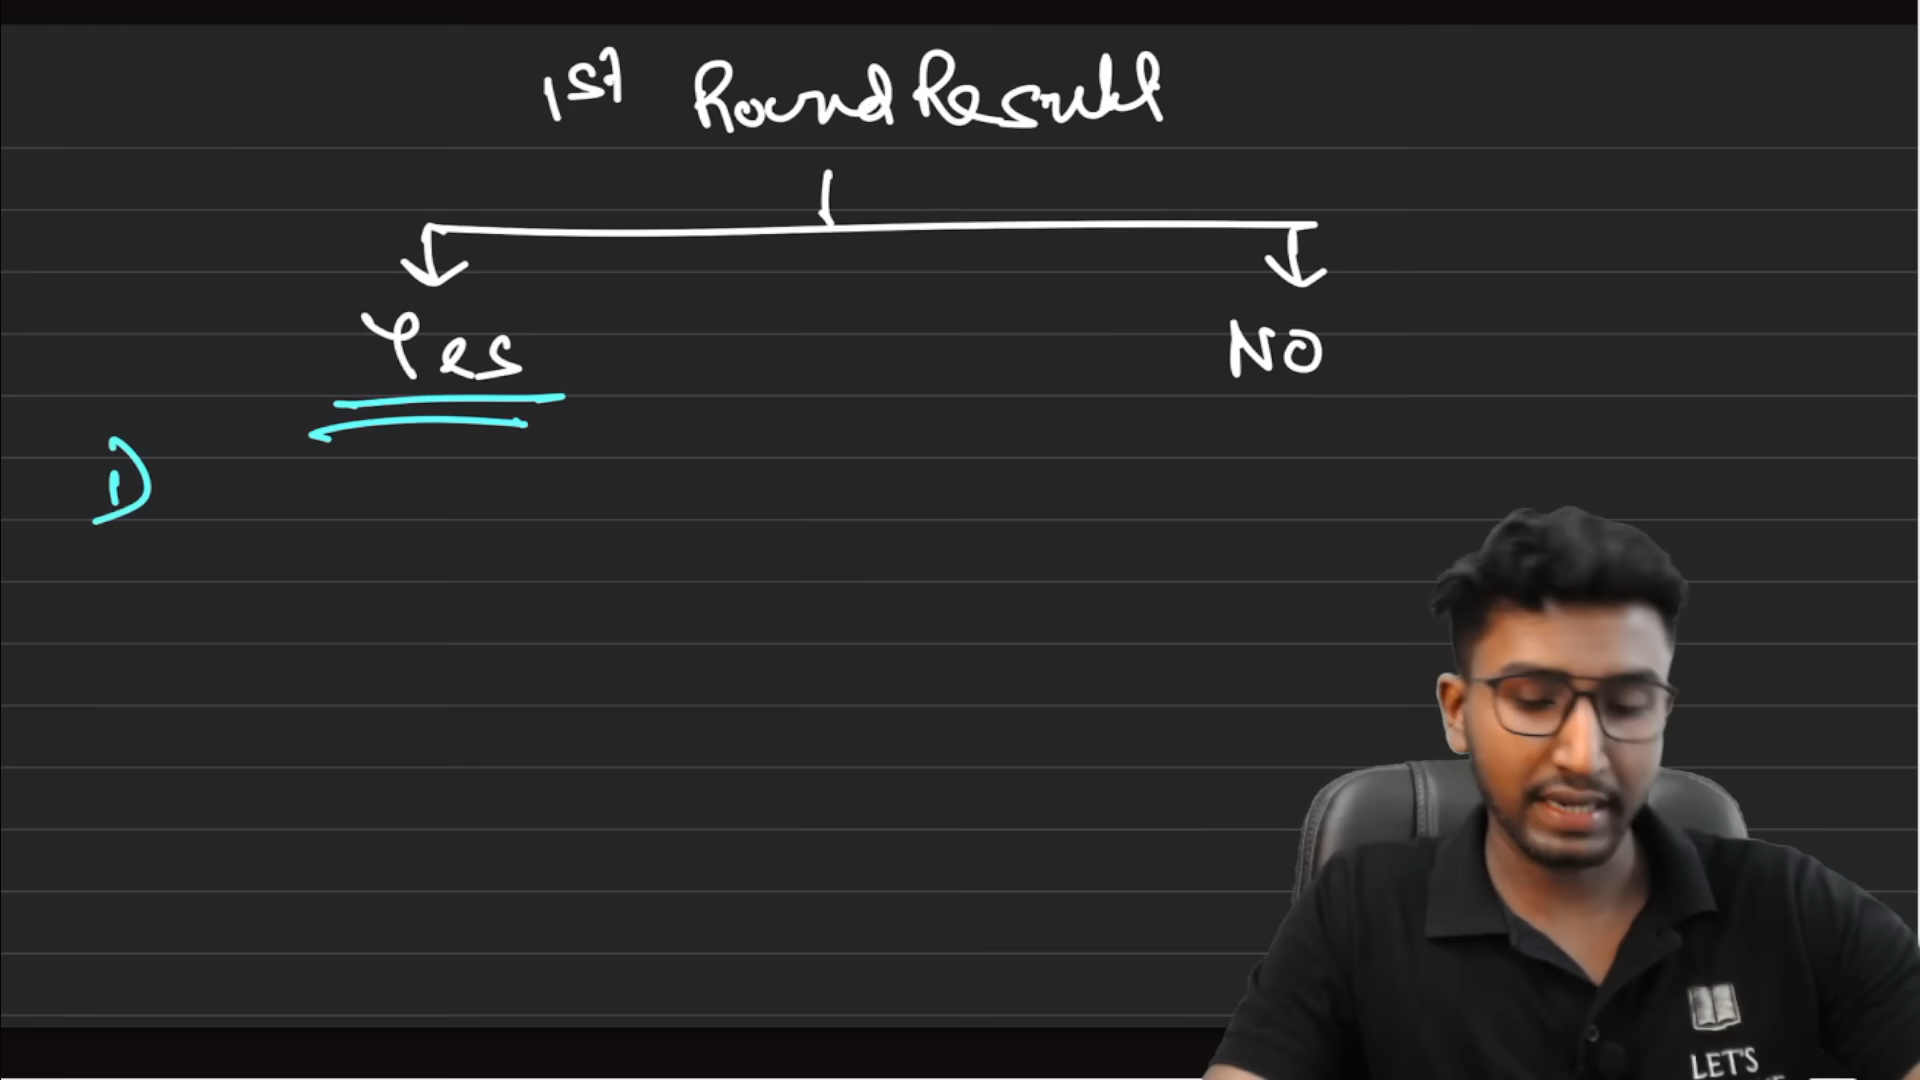 1ST Round Result
Yes
NO
1)
LET'S